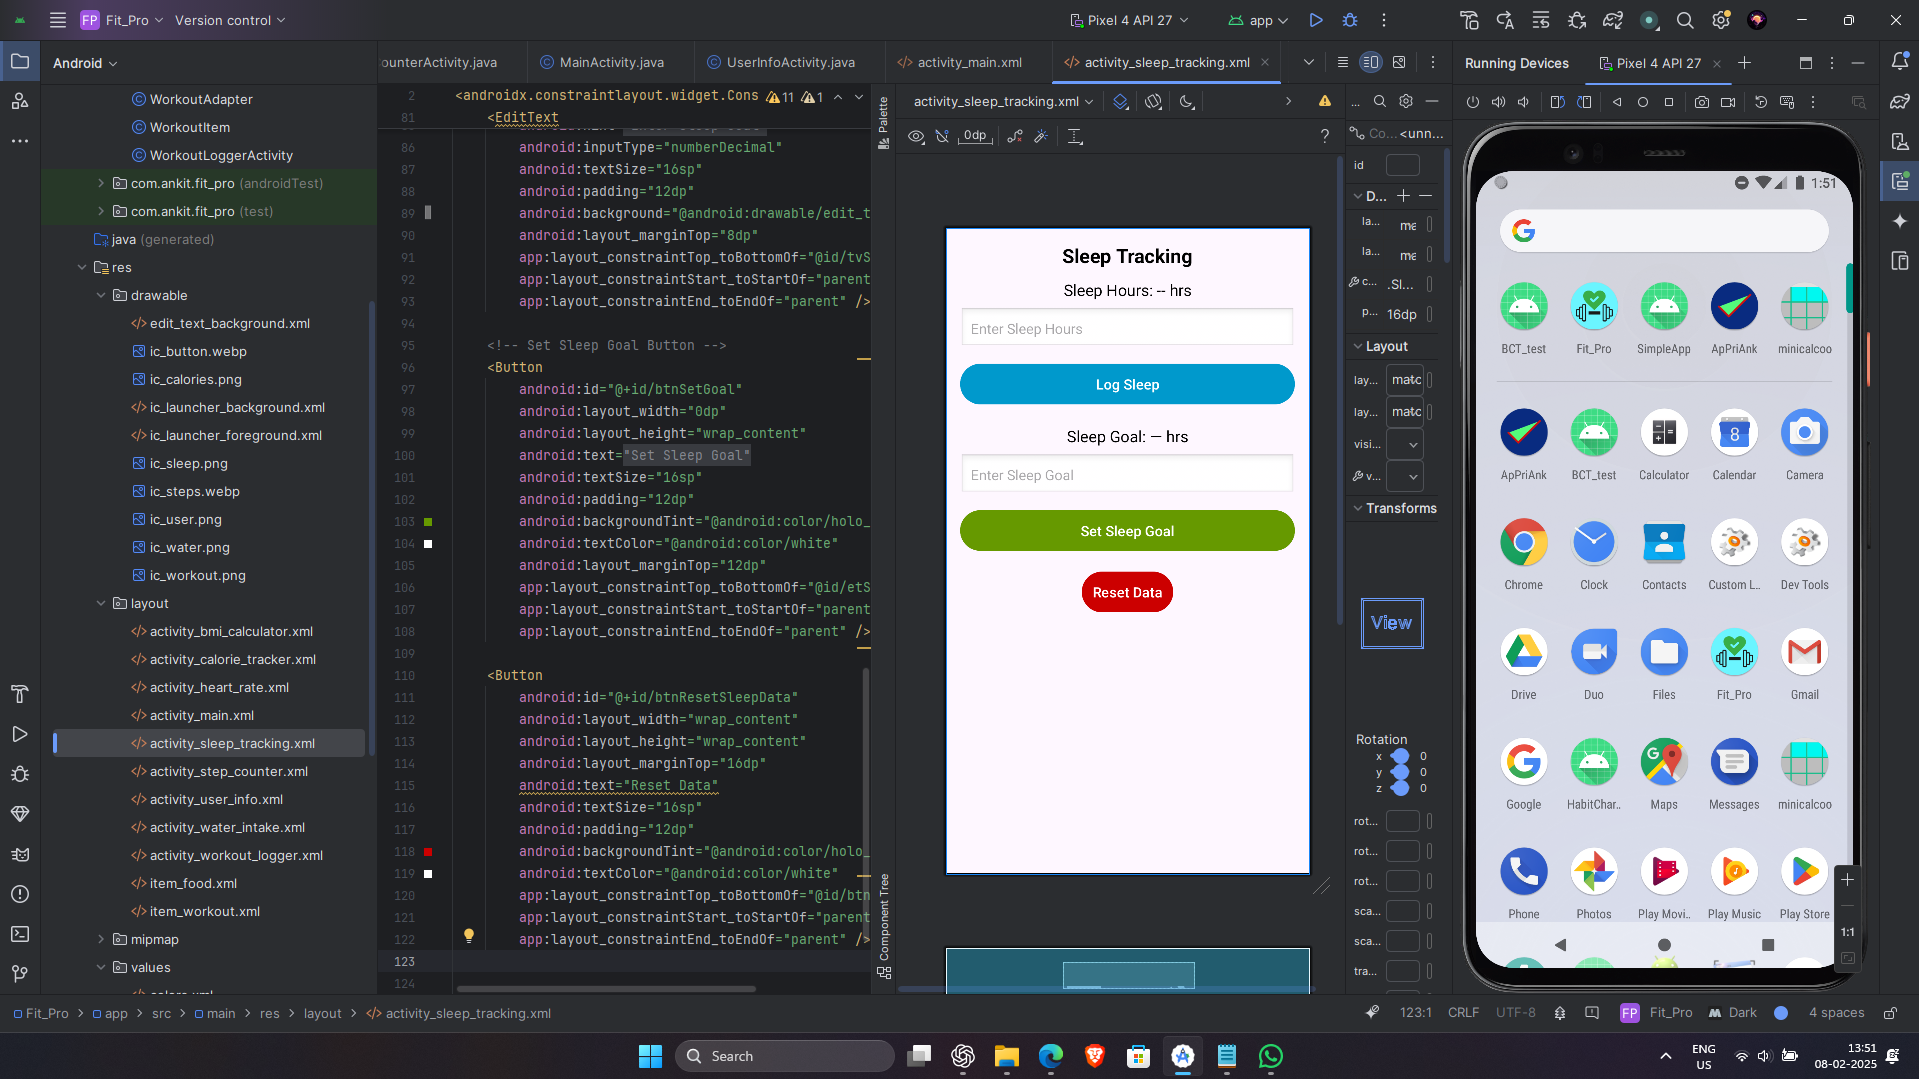 FP Fit_Pro
Version control
Pixel 4 API 27
app
Android
ounterActivity.java
MainActivity.java
UserInfoActivity.java
activity_main.xml
activity_sleep_tracking.xml
Running Devices
Pixel 4 API 27
WorkoutAdapter
WorkoutItem
WorkoutLoggerActivity
com.ankit.fit_pro (androidTest)
com.ankit.fit_pro (test)
java (generated)
res
drawable
edit_text_background.xml
ic_button.webp
ic_calories.png
ic_launcher_background.xml
ic_launcher_foreground.xml
ic_sleep.png
ic_steps.webp
ic_user.png
ic_water.png
ic_workout.png
layout
activity_bmi_calculator.xml
activity_calorie_tracker.xml
activity_heart_rate.xml
activity_main.xml
activity_sleep_tracking.xml
activity_step_counter.xml
activity_user_info.xml
activity_water_intake.xml
activity_workout_logger.xml
item_food.xml
item_workout.xml
mipmap
values
2 <androidx.constraintlayout.widget.Cons 11 1
81 <EditText
86 android:inputType="numberDecimal"
87 android:textSize="16sp"
88 android:padding="12dp"
89 android:background="@android:drawable/edit_t
90 android:layout_marginTop="8dp"
91 app:layout_constraintTop_toBottomOf="@id/tvS
92 app:layout_constraintStart_toStartOf="parent
93 app:layout_constraintEnd_toEndOf="parent" />
94
95 <!-- Set Sleep Goal Button -->
96 <Button
97 android:id="@+id/btnSetGoal"
98 android:layout_width="0dp"
99 android:layout_height="wrap_content"
100 android:text="Set Sleep Goal"
101 android:textSize="16sp"
102 android:padding="12dp"
103 android:backgroundTint="@android:color/holo_
104 android:textColor="@android:color/white"
105 android:layout_marginTop="12dp"
106 app:layout_constraintTop_toBottomOf="@id/etS
107 app:layout_constraintStart_toStartOf="parent
108 app:layout_constraintEnd_toEndOf="parent" />
109
110 <Button
111 android:id="@+id/btnResetSleepData"
112 android:layout_width="wrap_content"
113 android:layout_height="wrap_content"
114 android:layout_marginTop="16dp"
115 android:text="Reset Data"
116 android:textSize="16sp"
117 android:padding="12dp"
118 android:backgroundTint="@android:color/holo_
119 android:textColor="@android:color/white"
120 app:layout_constraintTop_toBottomOf="@id/btn
121 app:layout_constraintStart_toStartOf="parent
122 app:layout_constraintEnd_toEndOf="parent" />
123
124
Palette
Component Tree
activity_sleep_tracking.xml
0dp
?
Sleep Tracking
Sleep Hours: -- hrs
Enter Sleep Hours
Log Sleep
Sleep Goal: — hrs
Enter Sleep Goal
Set Sleep Goal
Reset Data
...
Co... <unn...
id
D...
la... me
la... me
c... .Sl...
p... 16dp
Layout
lay... matc
lay... matc
visi...
v...
Transforms
View
Rotation
x 0
y 0
z 0
rot...
rot...
rot...
sca...
sca...
tra...
1:51
BCT_test Fit_Pro SimpleApp ApPriAnk minicalcoo
ApPriAnk BCT_test Calculator Calendar Camera
8
Chrome Clock Contacts Custom L.. Dev Tools
Drive Duo Files Fit_Pro Gmail
Google HabitChar.. Maps Messages minicalcoo
Phone Photos Play Movi.. Play Music Play Store
1:1
Fit_Pro > app > src > main > res > layout > activity_sleep_tracking.xml
123:1 CRLF UTF-8 FP Fit_Pro Dark 4 spaces
Search
ENG
US
13:51
08-02-2025